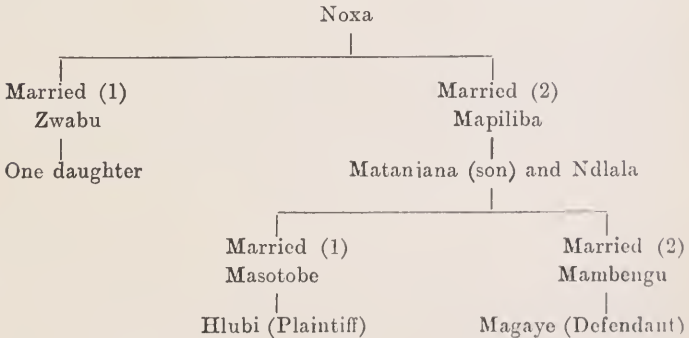 Noxa
Married (1) Married (2)
Zwabu Mapiliba
One daughter Mataniana (son) and Ndlala
Married (1) Married (2)
Masotobe Mambengu
Hlubi (Plaintiff) Magaye (Defendant)